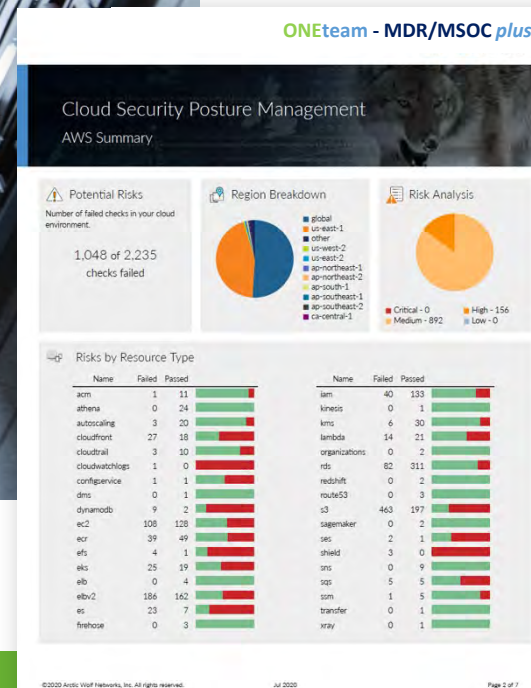 ONEteam - MDR/MSOC plus
Cloud Security Posture Management
AWS Summary
Potential Risks
Number of failed checks in your cloud
environment.
1,048 of 2,235
checks failed
Region Breakdown
global
us-east-1
other
us-west-2
us-east-2
ap-northeast-1
ap-northeast-2
ap-south-1
ap-southeast-1
ap-southeast-2
ca-central-1
Risk Analysis
Critical - 0 High - 156
Medium - 892 Low - 0
Risks by Resource Type
Name Failed Passed
acm 1 11
athena 0 24
autoscaling 3 20
cloudfront 27 18
cloudtrail 3 10
cloudwatchlogs 1 0
configservice 1 1
dms 0 1
dynamodb 9 2
ec2 108 128
ecr 39 49
efs 4 1
eks 25 19
elb 0 4
elbv2 186 162
es 23 7
firehose 0 3
Name Failed Passed
iam 40 133
kinesis 0 1
kms 6 30
lambda 14 21
organizations 0 2
rds 82 311
redshift 0 2
route53 0 3
s3 463 197
sagemaker 0 2
ses 2 1
shield 3 0
sns 0 9
sqs 5 5
ssm 1 5
transfer 0 1
xray 0 1
©2020 Arctic Wolf Networks, Inc. All rights reserved. Jul 2020 Page 2 of 7